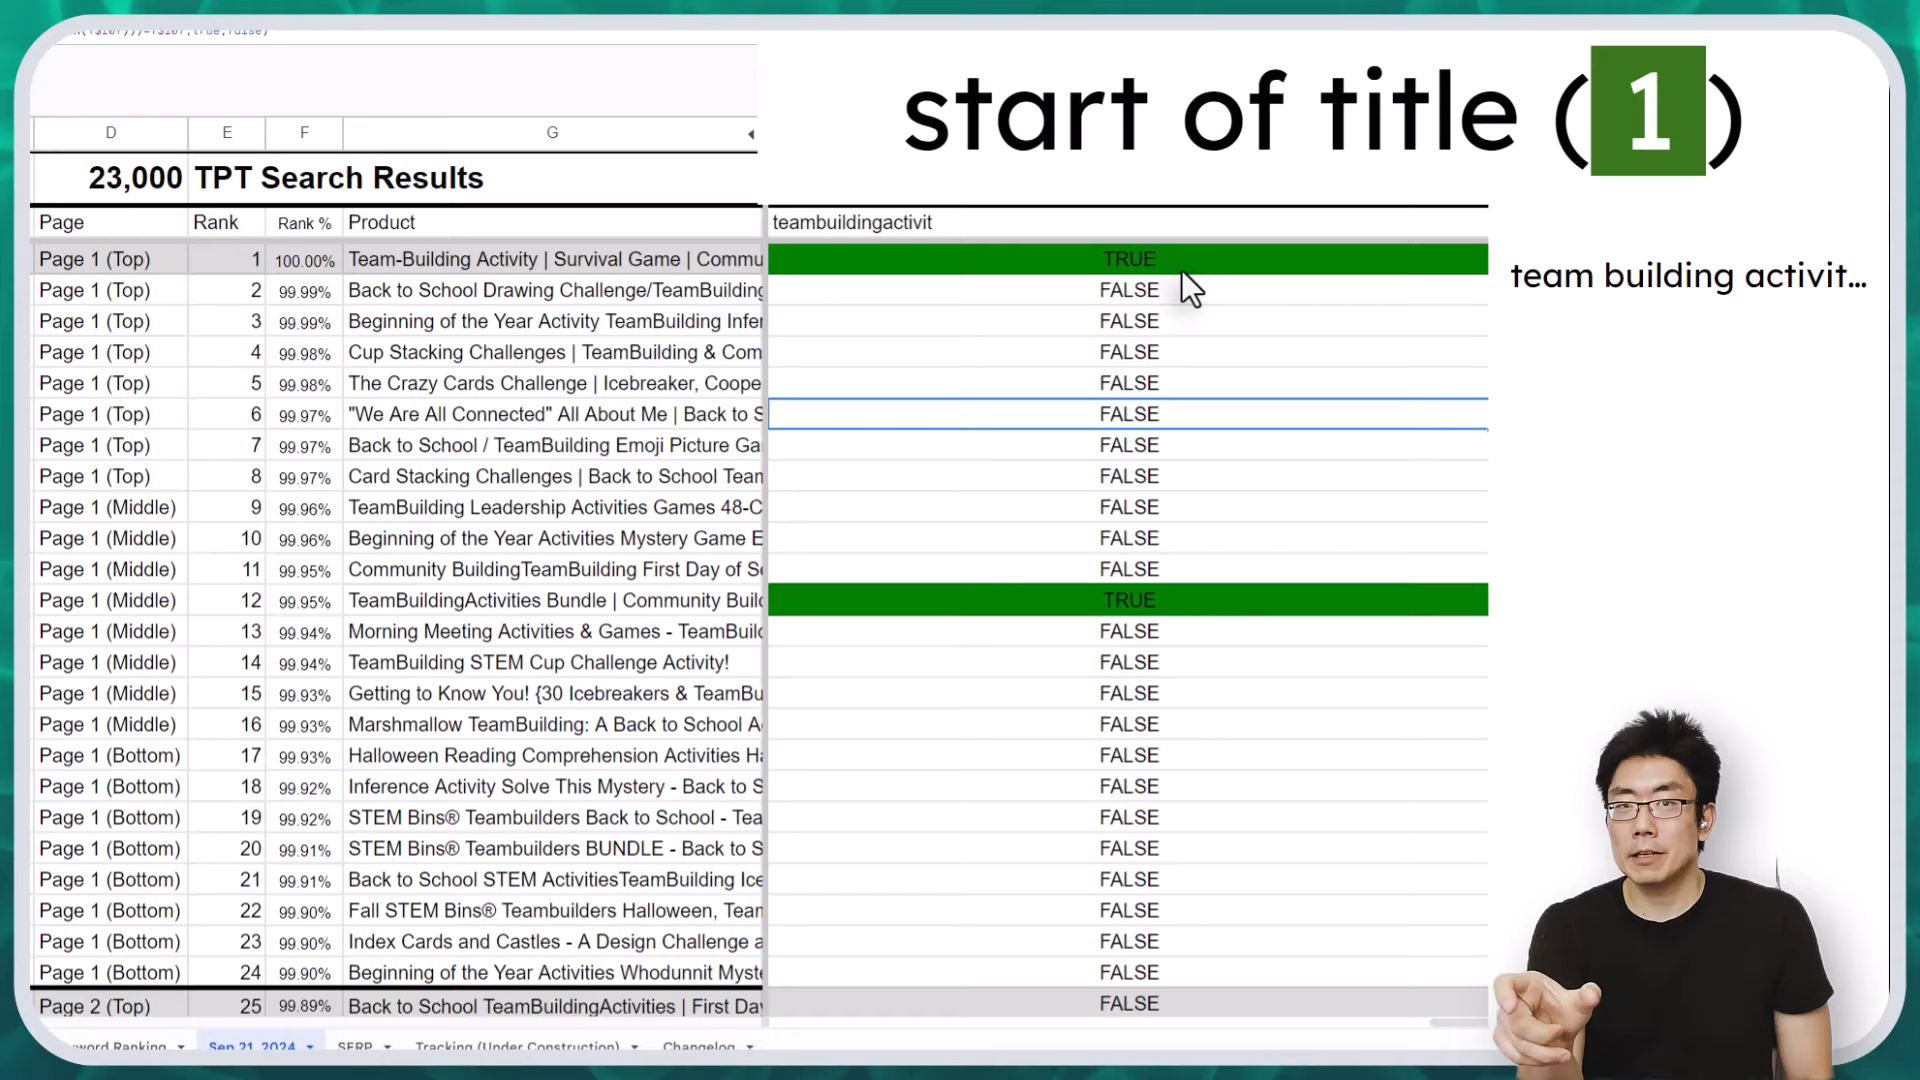 start of title (1)
D E F G
23,000 TPT Search Results
Page Rank Rank % Product teambuildingactivit
Page 1 (Top) 1 100.00% Team-Building Activity | Survival Game | Commu TRUE
team building activit...
Page 1 (Top) 2 99.99% Back to School Drawing Challenge/TeamBuilding FALSE
Page 1 (Top) 3 99.99% Beginning of the Year Activity TeamBuilding Infer FALSE
Page 1 (Top) 4 99.98% Cup Stacking Challenges | TeamBuilding & Com FALSE
Page 1 (Top) 5 99.98% The Crazy Cards Challenge | Icebreaker, Coope FALSE
Page 1 (Top) 6 99.97% "We Are All Connected" All About Me | Back to S FALSE
Page 1 (Top) 7 99.97% Back to School / TeamBuilding Emoji Picture Ga FALSE
Page 1 (Top) 8 99.97% Card Stacking Challenges | Back to School Team FALSE
Page 1 (Middle) 9 99.96% TeamBuilding Leadership Activities Games 48-C FALSE
Page 1 (Middle) 10 99.96% Beginning of the Year Activities Mystery Game E FALSE
Page 1 (Middle) 11 99.95% Community BuildingTeamBuilding First Day of Sc FALSE
Page 1 (Middle) 12 99.95% TeamBuildingActivities Bundle | Community Build TRUE
Page 1 (Middle) 13 99.94% Morning Meeting Activities & Games - TeamBuild FALSE
Page 1 (Middle) 14 99.94% TeamBuilding STEM Cup Challenge Activity! FALSE
Page 1 (Middle) 15 99.93% Getting to Know You! {30 Icebreakers & TeamBu FALSE
Page 1 (Middle) 16 99.93% Marshmallow TeamBuilding: A Back to School A FALSE
Page 1 (Bottom) 17 99.93% Halloween Reading Comprehension Activities Ha FALSE
Page 1 (Bottom) 18 99.92% Inference Activity Solve This Mystery - Back to S FALSE
Page 1 (Bottom) 19 99.92% STEM Bins® Teambuilders Back to School - Tea FALSE
Page 1 (Bottom) 20 99.91% STEM Bins® Teambuilders BUNDLE - Back to S FALSE
Page 1 (Bottom) 21 99.91% Back to School STEM ActivitiesTeamBuilding Ice FALSE
Page 1 (Bottom) 22 99.90% Fall STEM Bins® Teambuilders Halloween, Team FALSE
Page 1 (Bottom) 23 99.90% Index Cards and Castles - A Design Challenge a FALSE
Page 1 (Bottom) 24 99.90% Beginning of the Year Activities Whodunnit Myste FALSE
Page 2 (Top) 25 99.89% Back to School TeamBuildingActivities | First Day FALSE
word Ranking Sep 21, 2024 SERP Tracking (Under Construction) Changelog